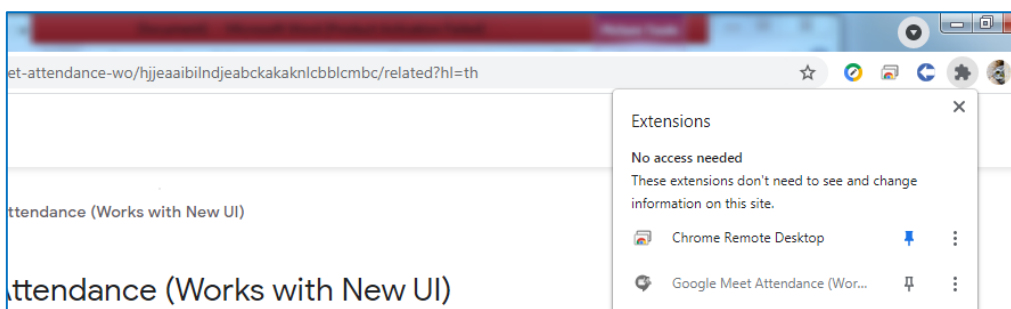 et-attendance-wo/hjjeaaibilndjeabckakaknlcbblcmbc/related?hl=th
Extensions
No access needed
These extensions don't need to see and change
information on this site.
ttendance (Works with New UI)
Chrome Remote Desktop
Google Meet Attendance (Wor...
ttendance (Works with New UI)